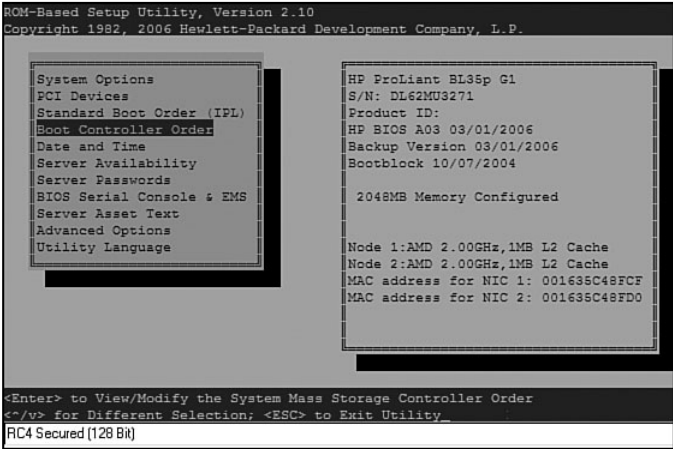 ROM-Based Setup Utility, Version 2.10
Copyright 1982, 2006 Hewlett-Packard Development Company, L.P.
System Options
PCI Devices
Standard Boot Order (IPL)
Boot Controller Order
Date and Time
Server Availability
Server Passwords
BIOS Serial Console & EMS
Server Asset Text
Advanced Options
Utility Language
HP ProLiant BL35p G1
S/N: DL62MU3271
Product ID:
HP BIOS A03 03/01/2006
Backup Version 03/01/2006
Bootblock 10/07/2004
2048MB Memory Configured
Node 1:AMD 2.00GHz,1MB L2 Cache
Node 2:AMD 2.00GHz,1MB L2 Cache
MAC address for NIC 1: 001635C48FCF
MAC address for NIC 2: 001635C48FD0
<Enter> to View/Modify the System Mass Storage Controller Order
<^/v> for Different Selection; <ESC> to Exit Utility_
RC4 Secured (128 Bit)